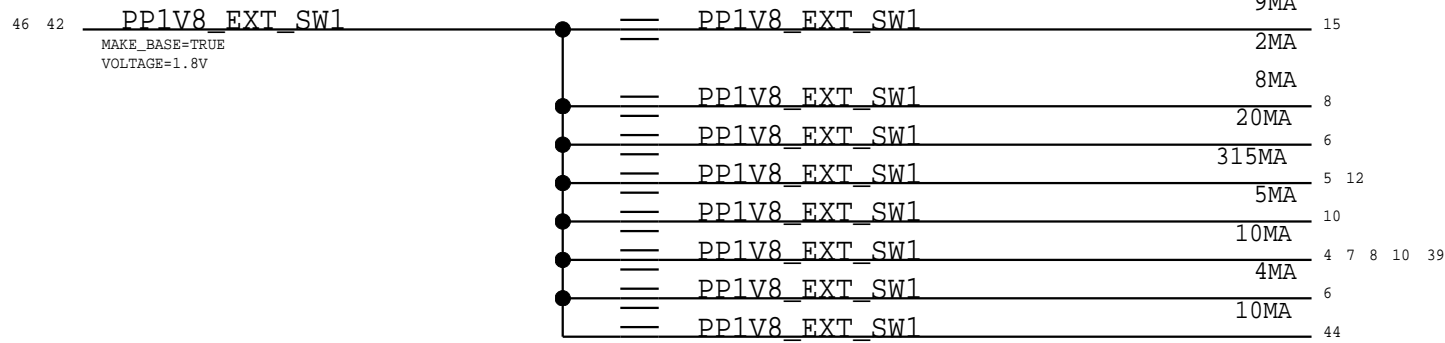 9MA
46 42 PP1V8_EXT_SW1 PP1V8_EXT_SW1 15
MAKE_BASE=TRUE 2MA
VOLTAGE=1.8V
8MA
PP1V8_EXT_SW1 8
20MA
PP1V8_EXT_SW1 6
315MA
PP1V8_EXT_SW1 5 12
5MA
PP1V8_EXT_SW1 10
10MA
PP1V8_EXT_SW1 4 7 8 10 39
4MA
PP1V8_EXT_SW1 6
10MA
PP1V8_EXT_SW1 44